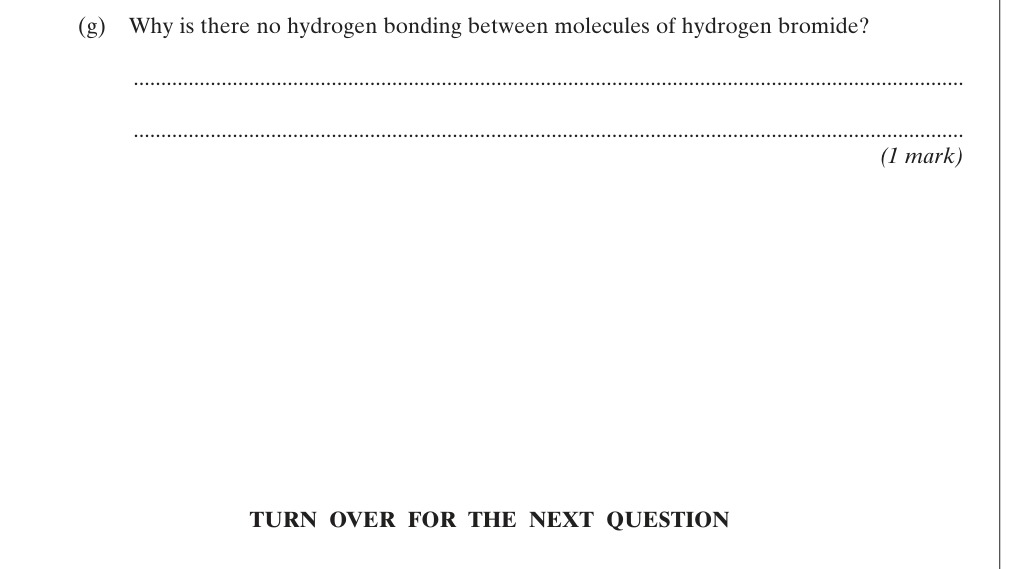 (g) Why is there no hydrogen bonding between molecules of hydrogen bromide?
(1 mark)
TURN OVER FOR THE NEXT QUESTION